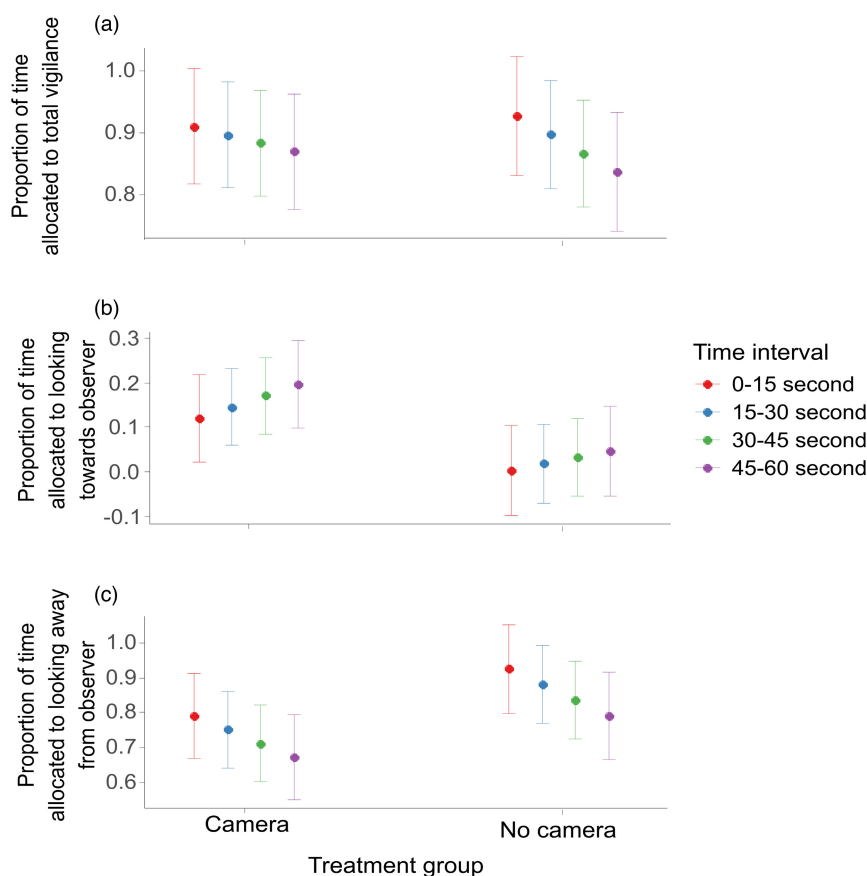 (a)
Proportion of time
allocated to total vigilance
1.0
0.9
0.8
(b)
Proportion of time
allocated to looking
towards observer
0.3
0.2
0.1
0.0
-0.1
Time interval
0-15 second
15-30 second
30-45 second
45-60 second
(c)
Proportion of time
allocated to looking away
from observer
1.0
0.9
0.8
0.7
0.6
Camera
No camera
Treatment group